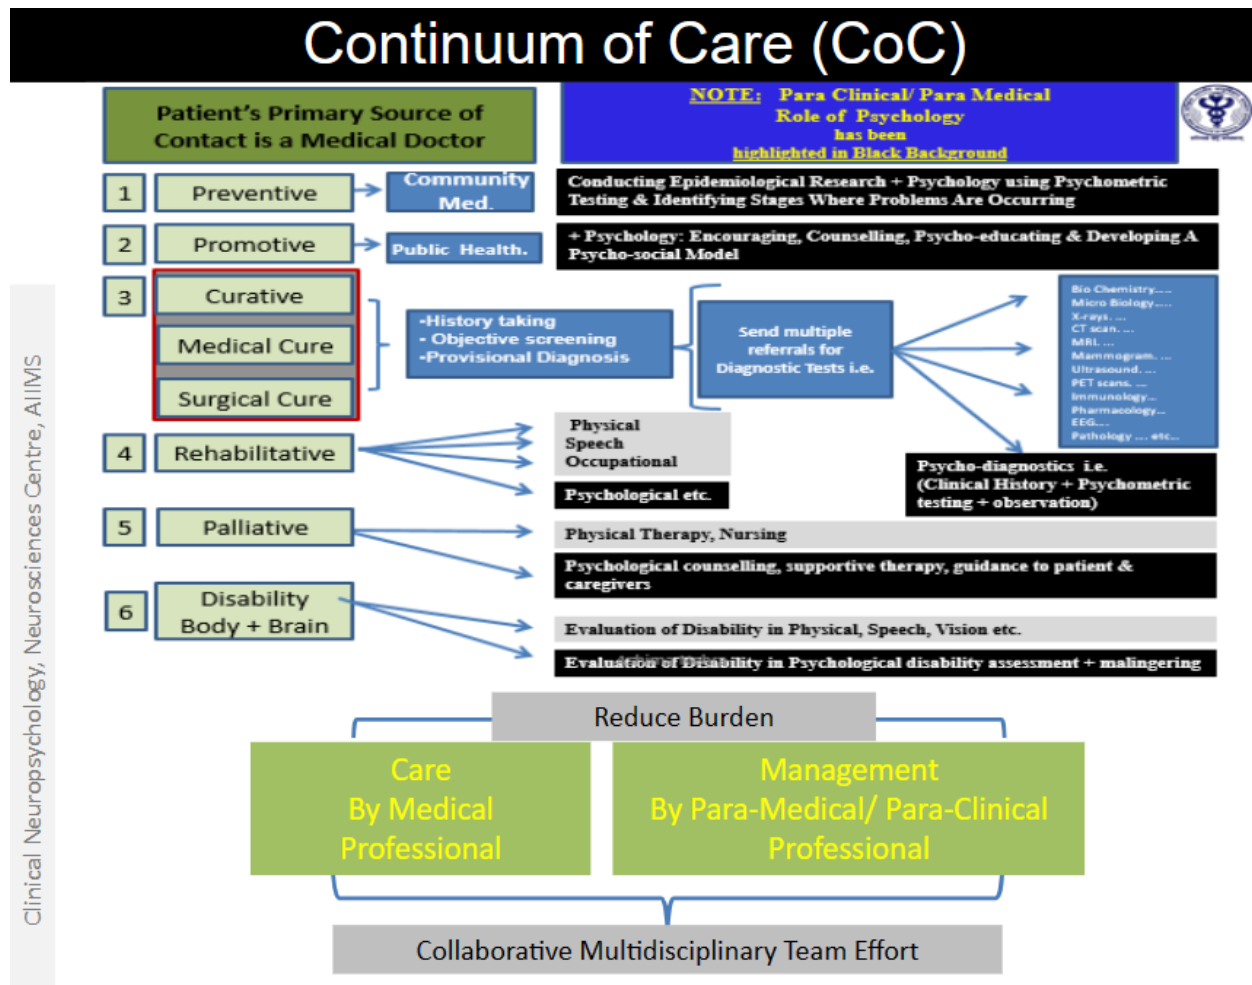 Continuum of Care (CoC)
Patient's Primary Source of
Contact is a Medical Doctor
NOTE: Para Clinical/ Para Medical
Role of Psychology
has been
highlighted in Black Background
1
Preventive
Community
Med.
Conducting Epidemiological Research + Psychology using Psychometric
Testing & Identifying Stages Where Problems Are Occurring
2
Promotive
Public Health.
+ Psychology: Encouraging, Counselling, Psycho-educating & Developing A
Psycho-social Model
3
Curative
Medical Cure
Surgical Cure
-History taking
- Objective screening
-Provisional Diagnosis
Send multiple
referrals for
Diagnostic Tests i.e.
Bio Chemistry....
Micro Biology....
X-rays. ...
CT scan. ...
MRI. ...
Mammogram. ...
Ultrasound. ...
PET scans. ...
Immunology...
Pharmacology...
EEG....
Pathology .... etc...
Psycho-diagnostics i.e.
(Clinical History + Psychometric
testing + observation)
4
Rehabilitative
Physical
Speech
Occupational
Psychological etc.
5
Palliative
Physical Therapy, Nursing
Psychological counselling, supportive therapy, guidance to patient &
caregivers
6
Disability
Body + Brain
Evaluation of Disability in Physical, Speech, Vision etc.
Evaluation of Disability in Psychological disability assessment + malingering
Reduce Burden
Care
By Medical
Professional
Management
By Para-Medical/ Para-Clinical
Professional
Collaborative Multidisciplinary Team Effort
Clinical Neuropsychology, Neurosciences Centre, AIIMS